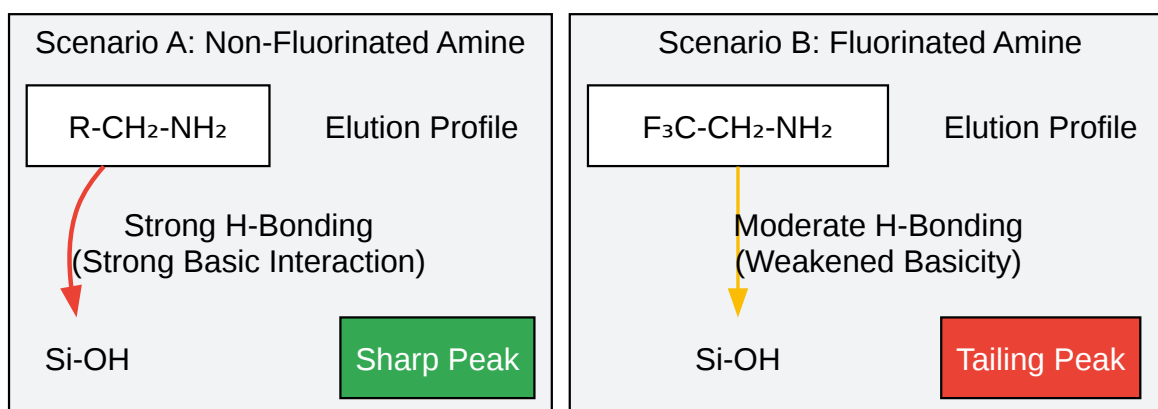 Scenario A: Non-Fluorinated Amine
R-CH₂-NH₂
Elution Profile
Strong H-Bonding
(Strong Basic Interaction)
Si-OH
Sharp Peak
Scenario B: Fluorinated Amine
F₃C-CH₂-NH₂
Elution Profile
Moderate H-Bonding
(Weakened Basicity)
Si-OH
Tailing Peak